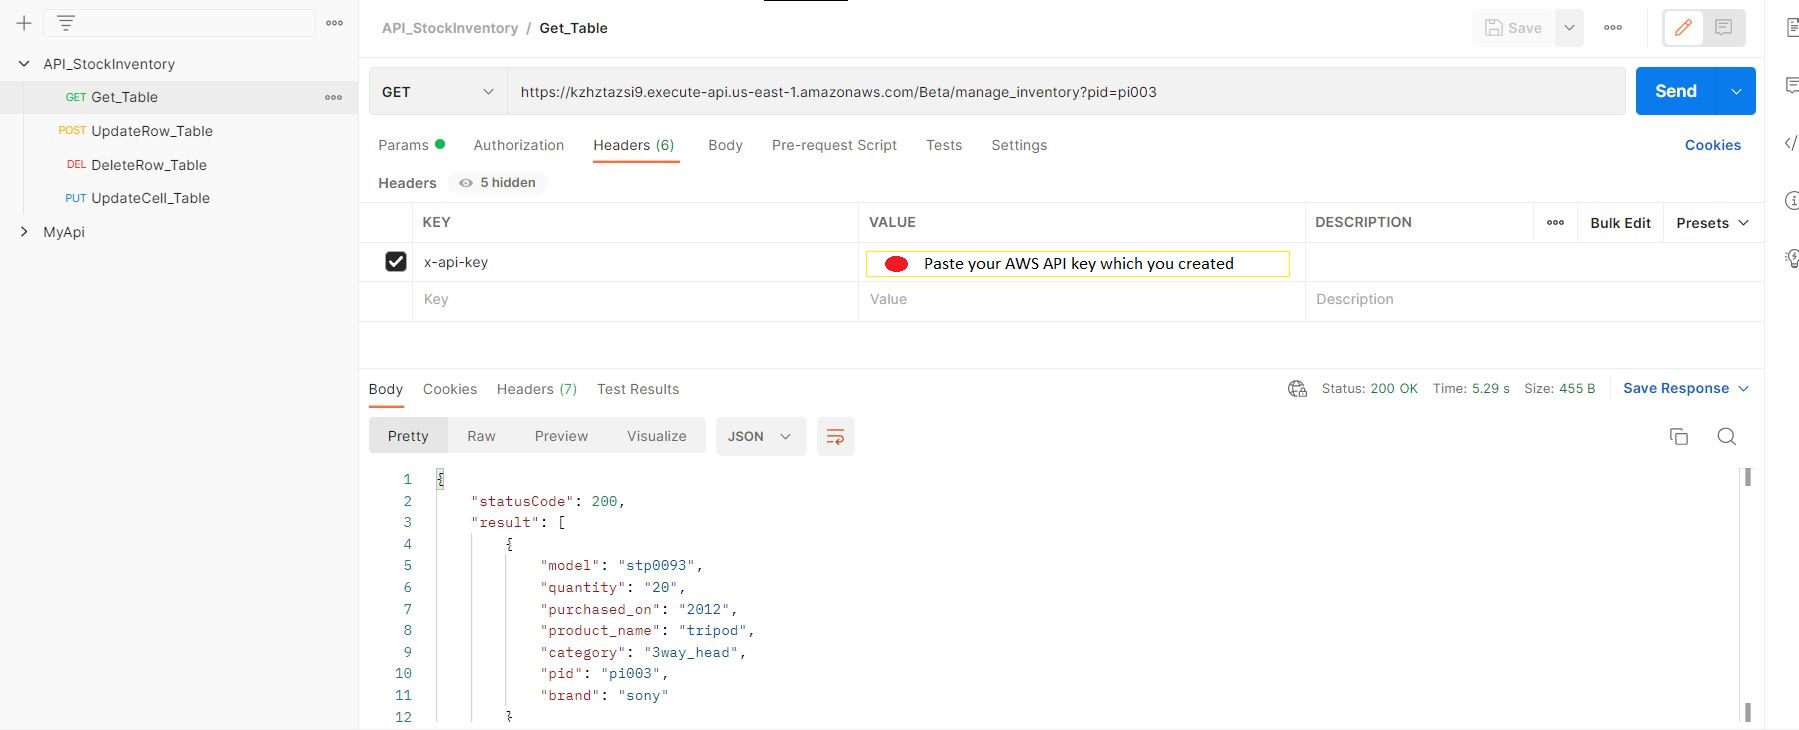 API_StockInventory
GET Get_Table
POST UpdateRow_Table
DEL DeleteRow_Table
PUT UpdateCell_Table
MyApi
API_StockInventory / Get_Table
Save
GET https://kzhztazsi9.execute-api.us-east-1.amazonaws.com/Beta/manage_inventory?pid=pi003 Send
Params Authorization Headers (6) Body Pre-request Script Tests Settings Cookies
Headers 5 hidden
KEY VALUE DESCRIPTION Bulk Edit Presets
x-api-key Paste your AWS API key which you created
Key Value Description
Body Cookies Headers (7) Test Results Status: 200 OK Time: 5.29 s Size: 455 B Save Response
Pretty Raw Preview Visualize JSON
1 {
2 "statusCode": 200,
3 "result": [
4 {
5 "model": "stp0093",
6 "quantity": "20",
7 "purchased_on": "2012",
8 "product_name": "tripod",
9 "category": "3way_head",
10 "pid": "pi003",
11 "brand": "sony"
12 }